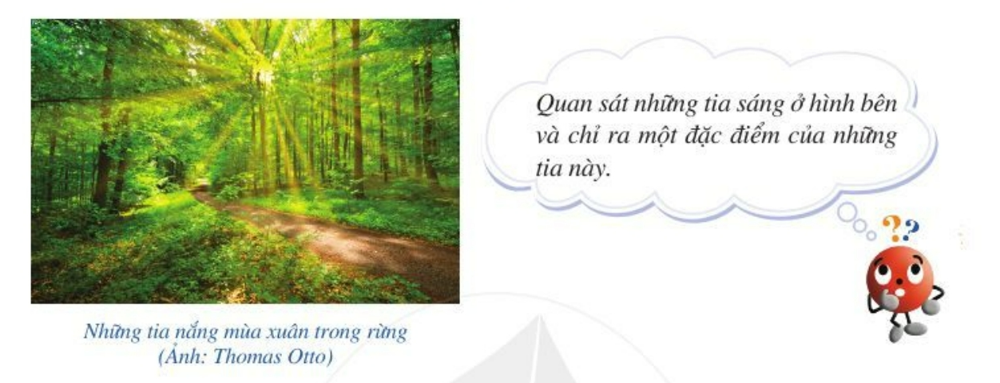 Quan sát những tia sáng ở hình bên
và chỉ ra một đặc điểm của những
tia này.
??
Những tia nắng mùa xuân trong rừng
(Ảnh: Thomas Otto)